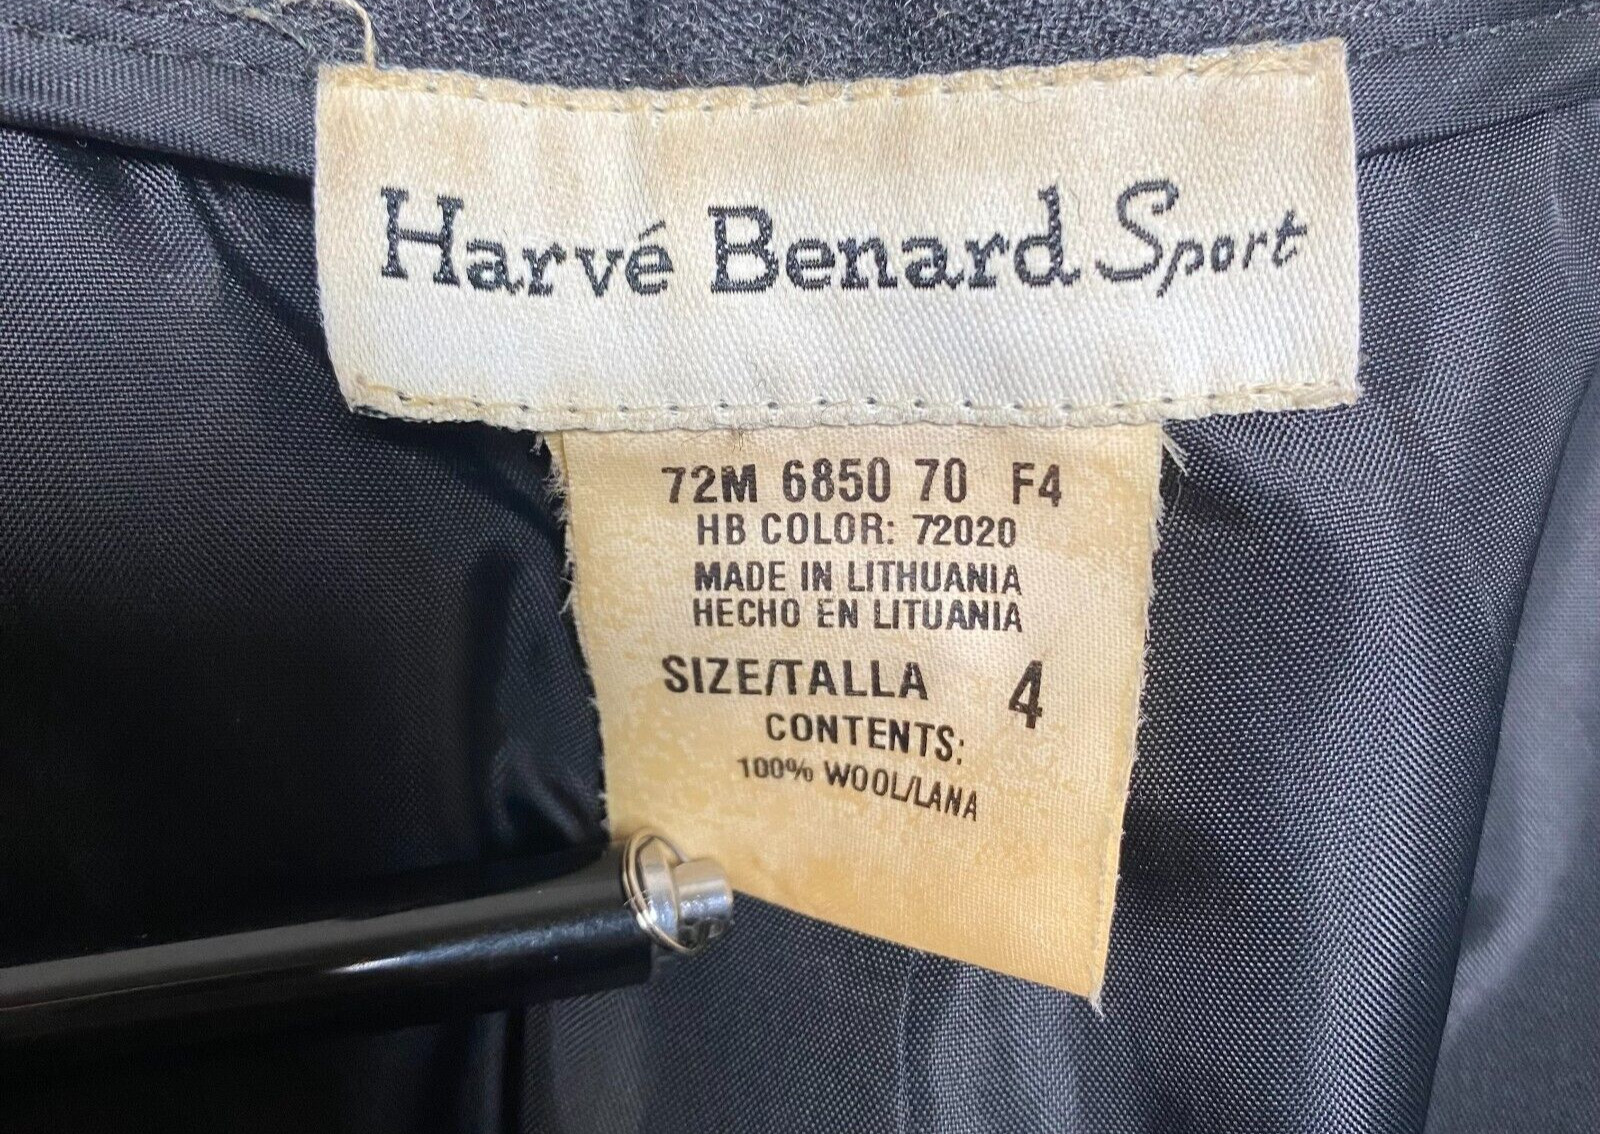 Harvé Benard Sport
72M 6850 70 F4
HB COLOR: 72020
MADE IN LITHUANIA
HECHO EN LITUANIA
SIZE/TALLA 4
CONTENTS:
100% WOOL/LANA